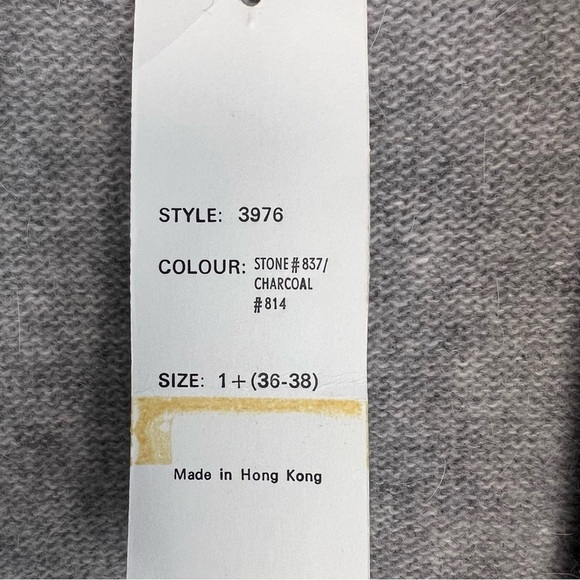 STYLE: 3976
COLOUR: STONE#837/
CHARCOAL
#814
SIZE: 1+(36-38)
Made in Hong Kong